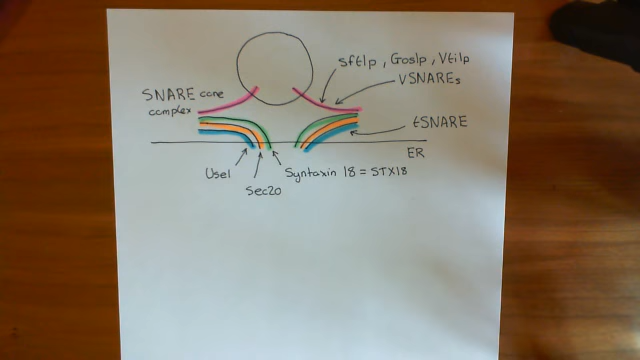 sft1p, Gos1p, Vti1p
VSNAREs
SNARE core
complex
tSNARE
ER
Use1
Syntaxin 18 = STX18
Sec20